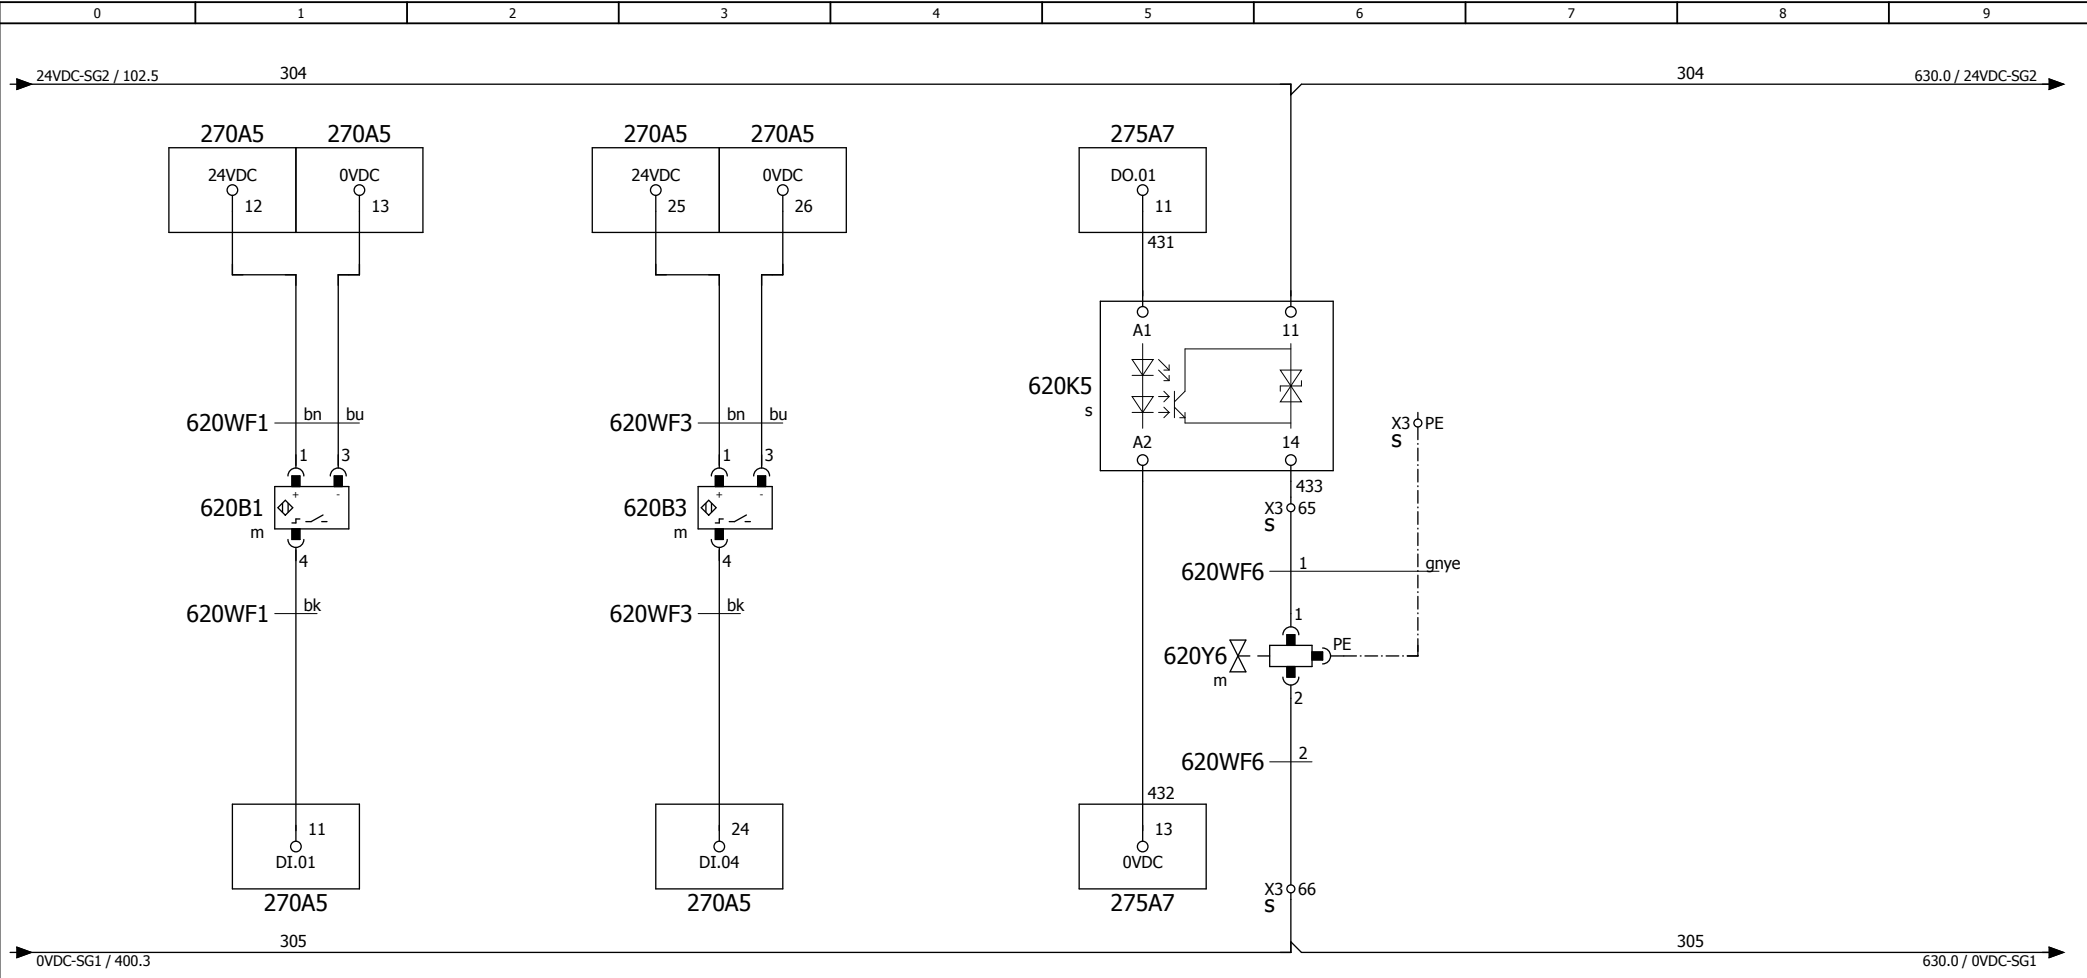 0 1 2 3 4 5 6 7 8 9
24VDC-SG2 / 102.5 304 304 630.0 / 24VDC-SG2
270A5 270A5 270A5 270A5 275A7
24VDC 0VDC 24VDC 0VDC DO.01
12 13 25 26 11
431
A1 11
620K5
s
620WF1 bn bu 620WF3 bn bu X3 PE
S
A2 14
1 3 1 3
433
+ - + -
620B1 620B3 X3 65
m m S
4 4
620WF6 1 gnye
620WF1 bk 620WF3 bk
1
PE
620Y6
m
2
620WF6 2
432
11 24 13
DI.01 DI.04 0VDC
X3 66
S
270A5 270A5 275A7
305 305
0VDC-SG1 / 400.3 630.0 / 0VDC-SG1